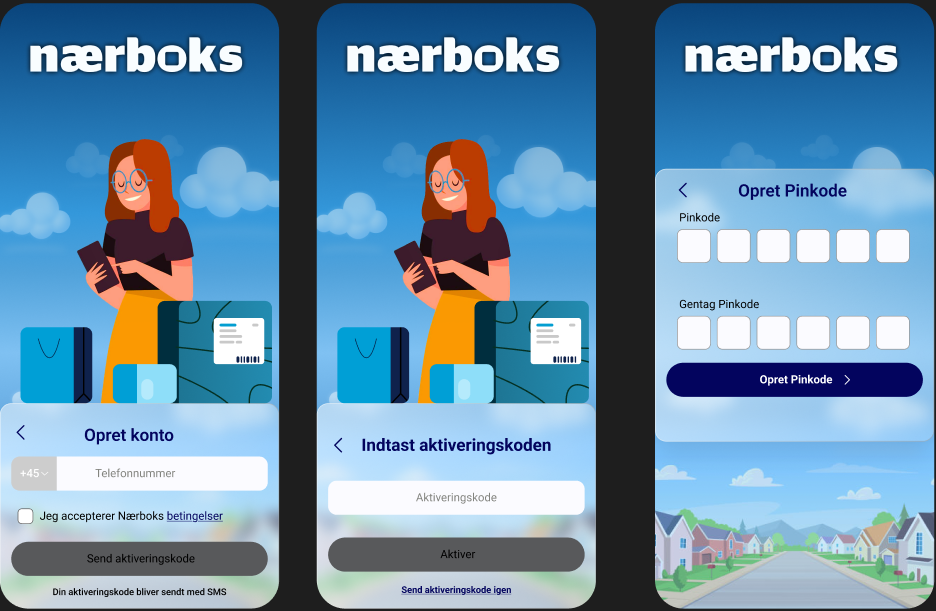 nærboks
Opret konto
+45
Telefonnummer
Jeg accepterer Nærboks betingelser
Send aktiveringskode
Din aktiveringskode bliver sendt med SMS
nærboks
Indtast aktiveringskoden
Aktiveringskode
Aktiver
Send aktiveringskode igen
nærboks
Opret Pinkode
Pinkode
Gentag Pinkode
Opret Pinkode